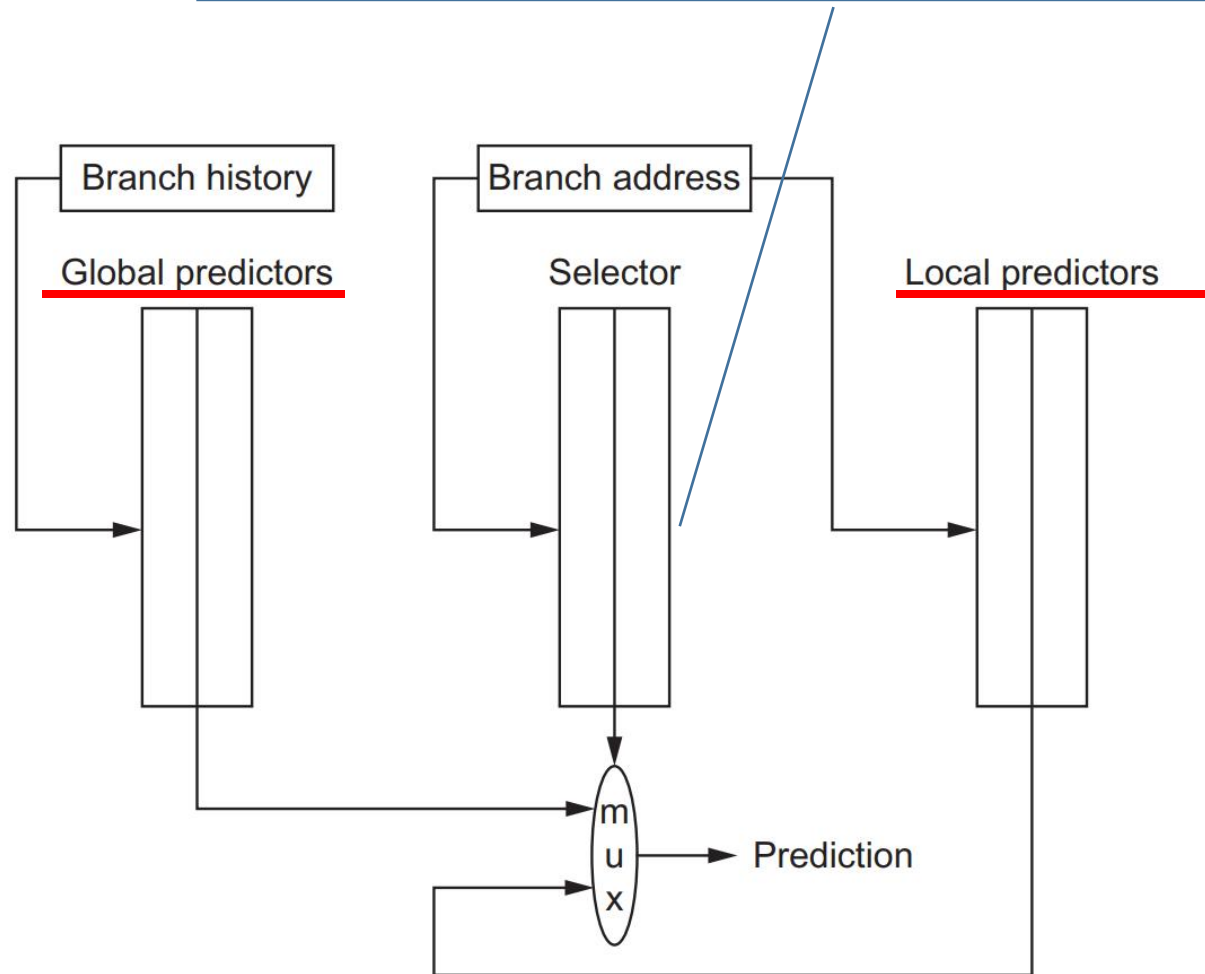 Branch history
Branch address
Global predictors
Selector
Local predictors
m
u
x
Prediction